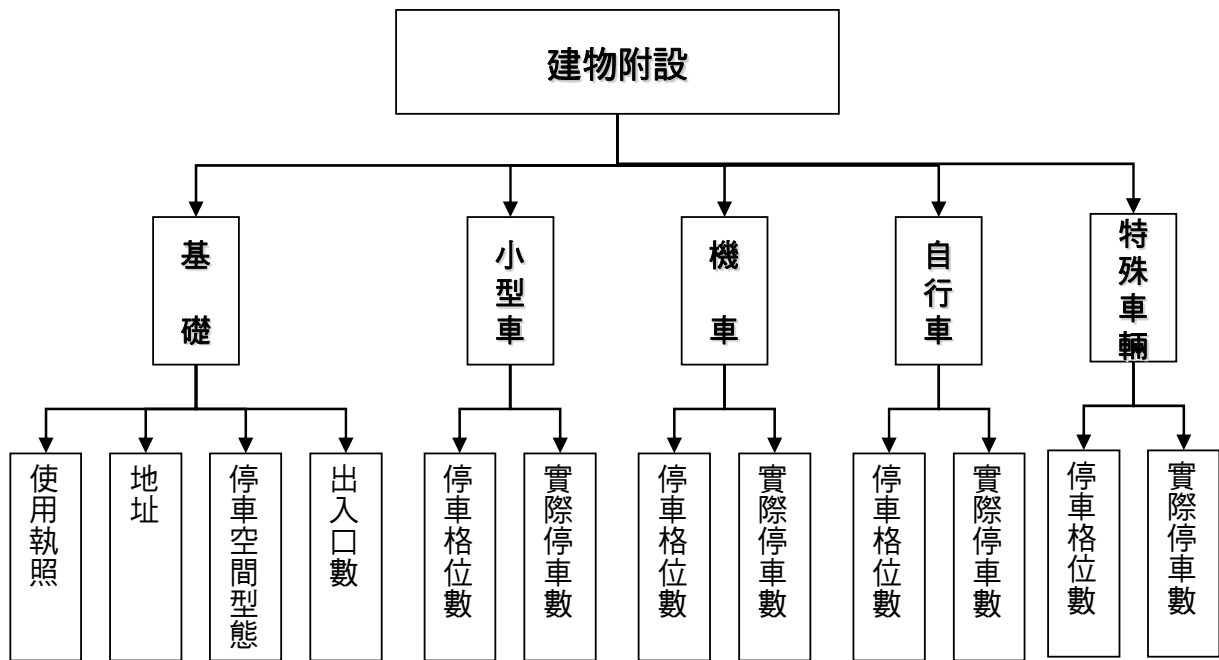 建物附設
基礎
小型車
機車
自行車
特殊車輛
使用執照
地址
停車空間型態
出入口數
停車格位數
實際停車數
停車格位數
實際停車數
停車格位數
實際停車數
停車格位數
實際停車數